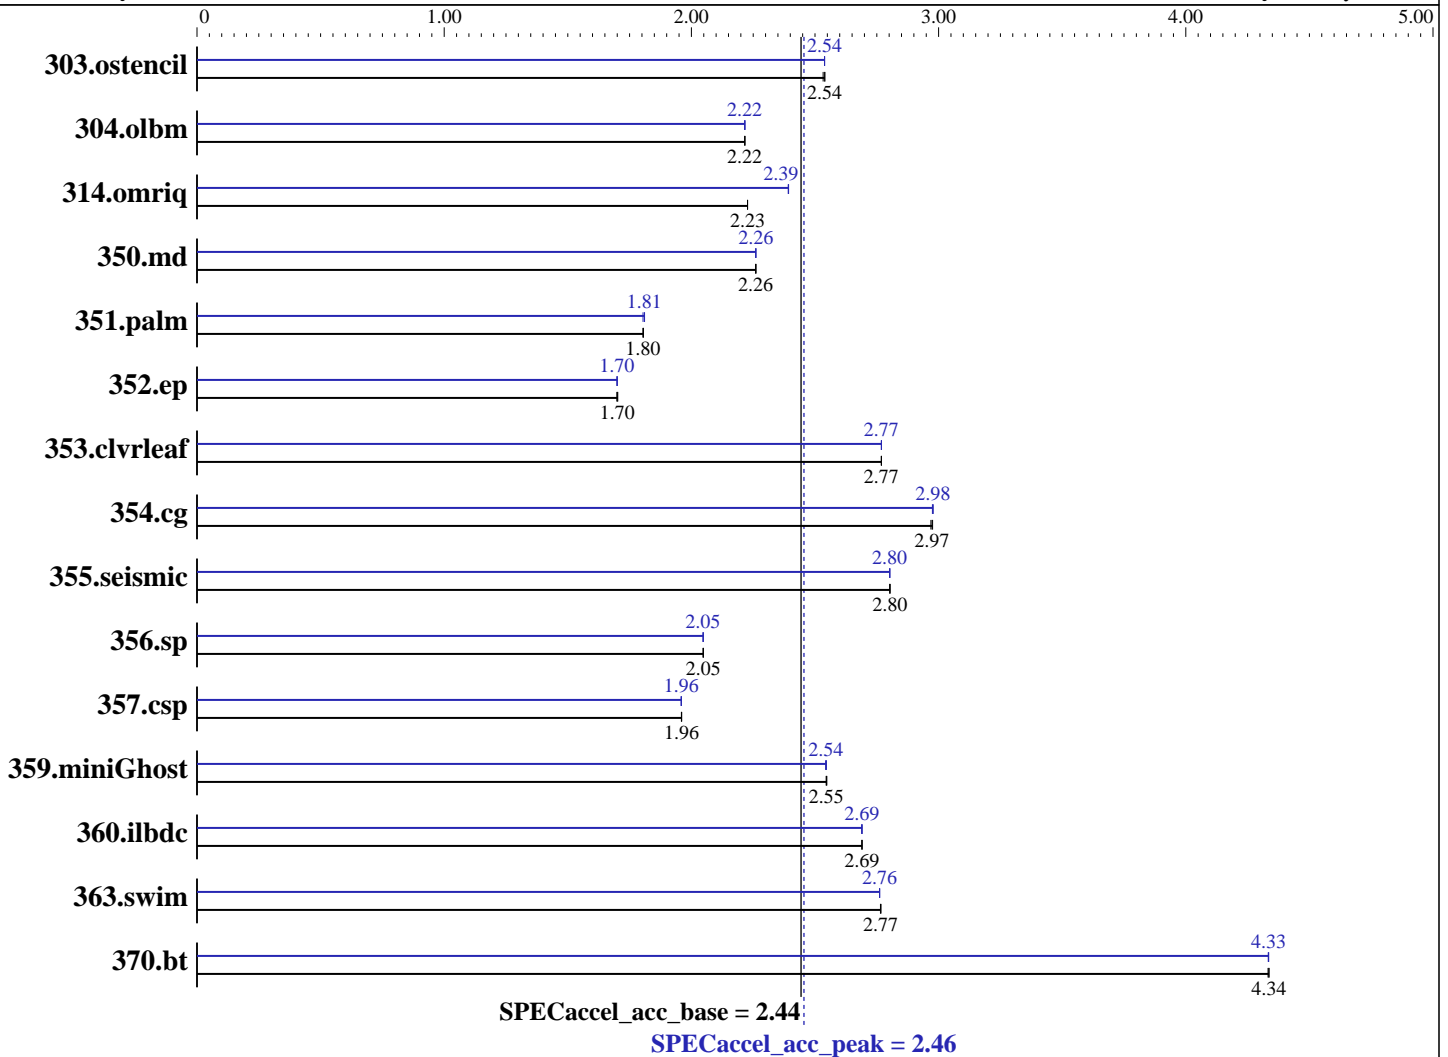 0 1.00 2.00 3.00 4.00 5.00
2.54
303.ostencil
2.54
2.22
304.olbm
2.22
2.39
314.omriq
2.23
2.26
350.md
2.26
1.81
351.palm
1.80
1.70
352.ep
1.70
2.77
353.clvrleaf
2.77
2.98
354.cg
2.97
2.80
355.seismic
2.80
2.05
356.sp
2.05
1.96
357.csp
1.96
2.54
359.miniGhost
2.55
2.69
360.ilbdc
2.69
2.76
363.swim
2.77
4.33
370.bt
4.34
SPECaccel_acc_base = 2.44
SPECaccel_acc_peak = 2.46